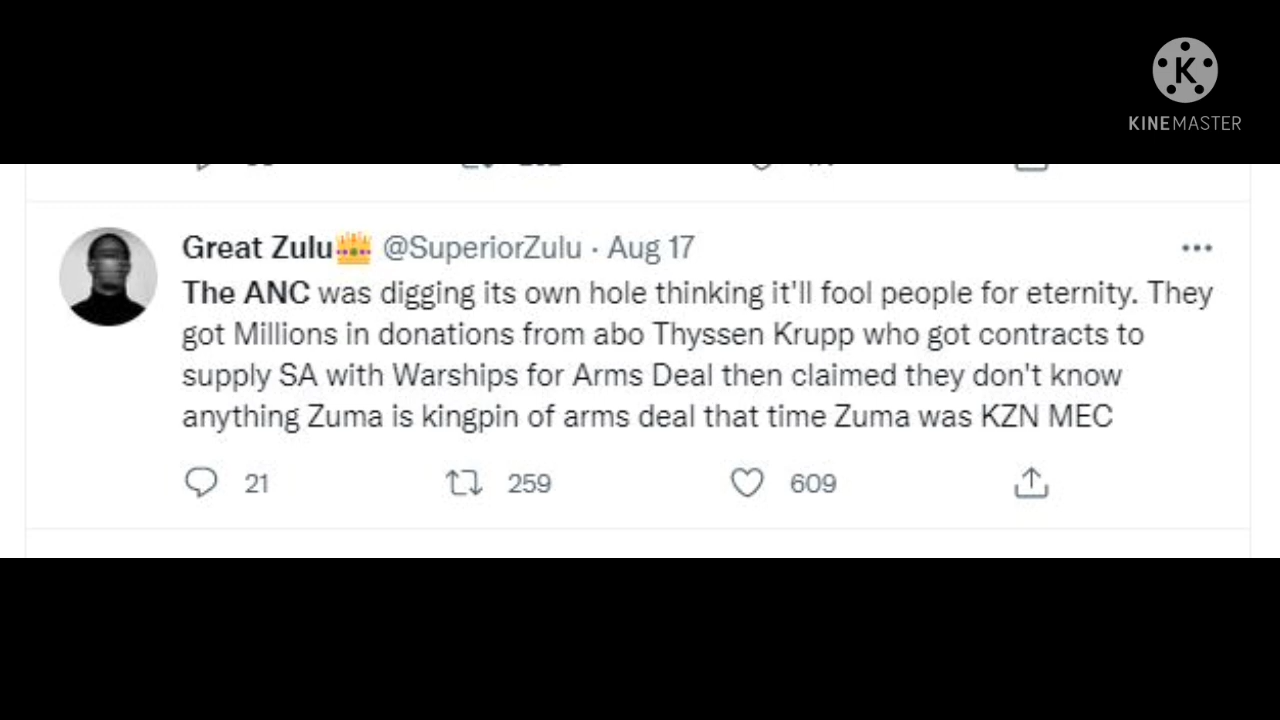 KINEMASTER
Great Zulu👑 @SuperiorZulu · Aug 17
The ANC was digging its own hole thinking it'll fool people for eternity. They
got Millions in donations from abo Thyssen Krupp who got contracts to
supply SA with Warships for Arms Deal then claimed they don't know
anything Zuma is kingpin of arms deal that time Zuma was KZN MEC
21 259 609